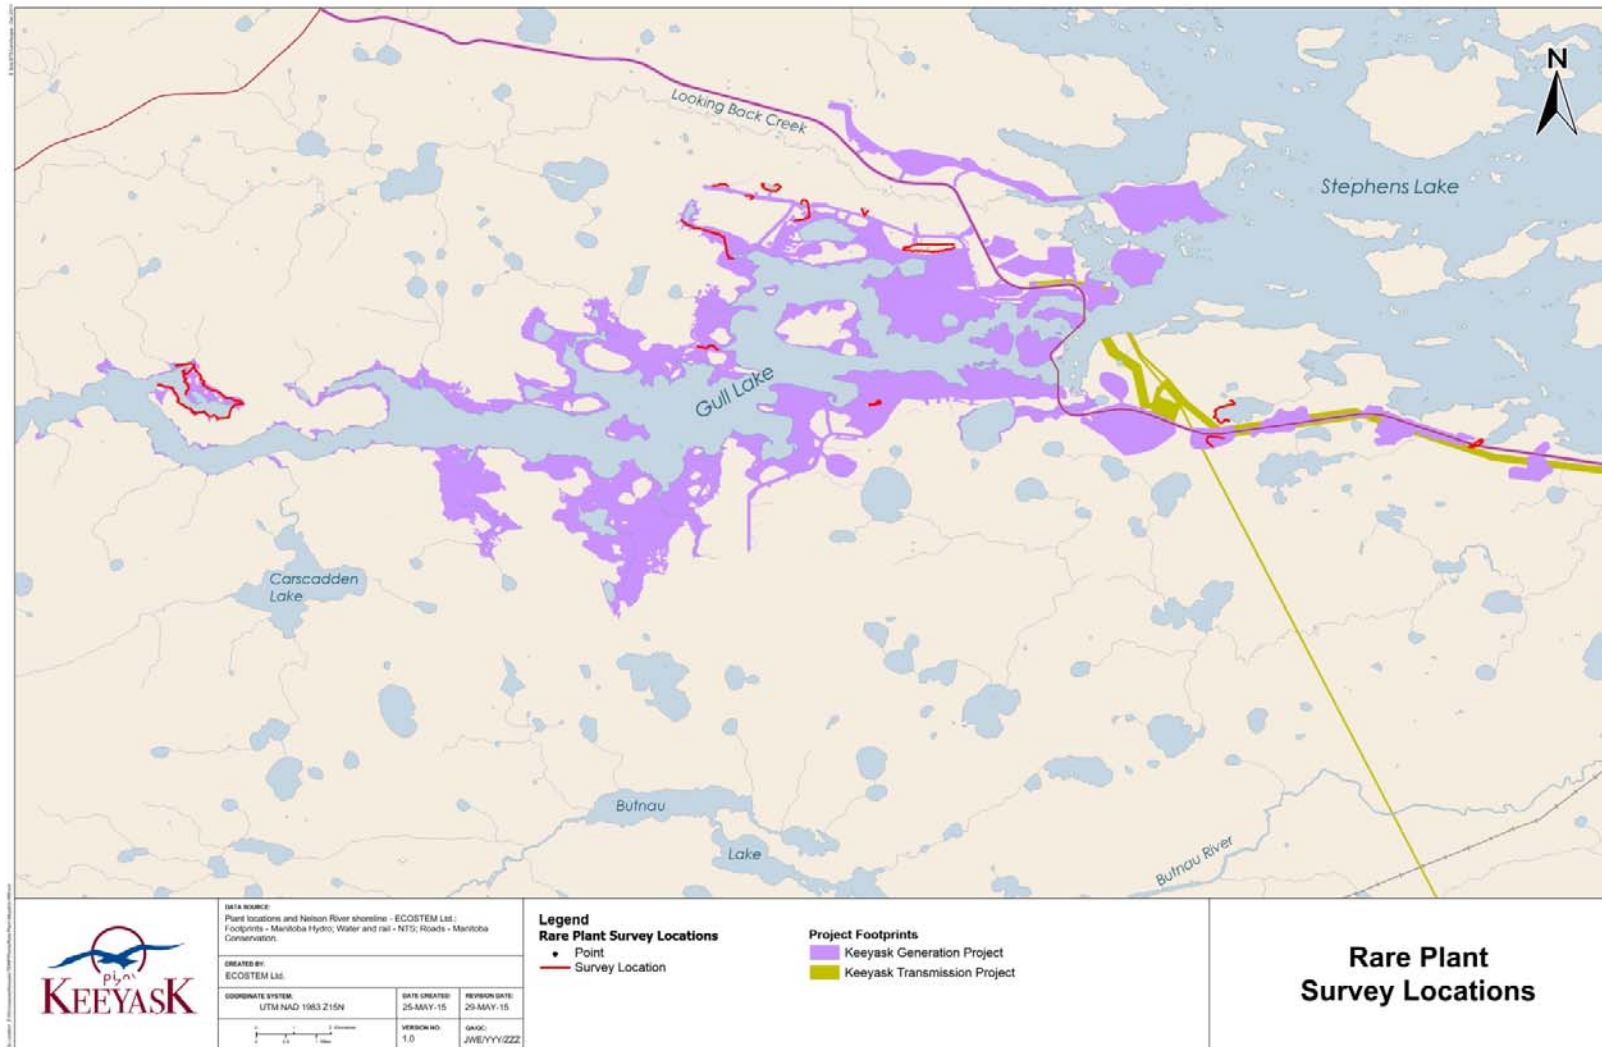 N
Looking Back Creek
Stephens Lake
Gull Lake
Carscadden
Lake
Butnau
Lake
Butnau River
KEEYASK
DATA SOURCE:
Plant locations and Nelson River shoreline - ECOSTEM Ltd.;
Footprints - Manitoba Hydro; Water and rail - NTS; Roads - Manitoba
Conservation.
CREATED BY:
ECOSTEM Ltd.
COORDINATE SYSTEM:
UTM NAD 1983 Z15N
DATE CREATED:
25-MAY-15
REVISION DATE:
29-MAY-15
VERSION NO:
1.0
QA/QC:
JWE/YYY/ZZZ
Legend
Rare Plant Survey Locations
Point
Survey Location
Project Footprints
Keeyask Generation Project
Keeyask Transmission Project
Rare Plant
Survey Locations